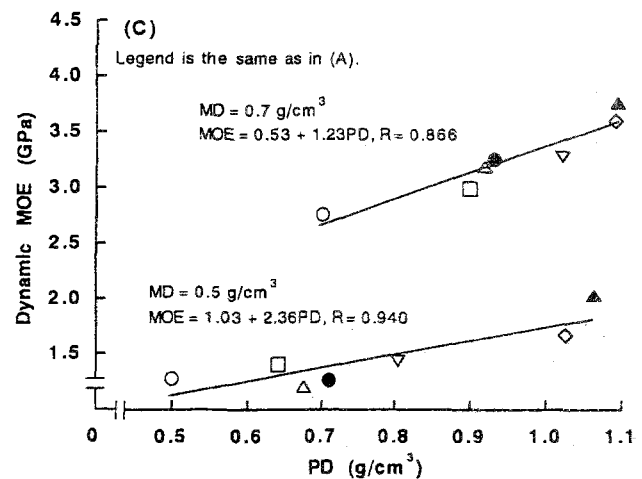 (C)
Legend is the same as in (A).
MD = 0.7 g/cm³
MOE = 0.53 + 1.23PD, R = 0.866
MD = 0.5 g/cm³
MOE = 1.03 + 2.36PD, R = 0.940
Dynamic MOE (GPa)
4.5
4.0
3.5
3.0
2.5
2.0
1.5
0 0.5 0.6 0.7 0.8 0.9 1.0 1.1
PD (g/cm³)